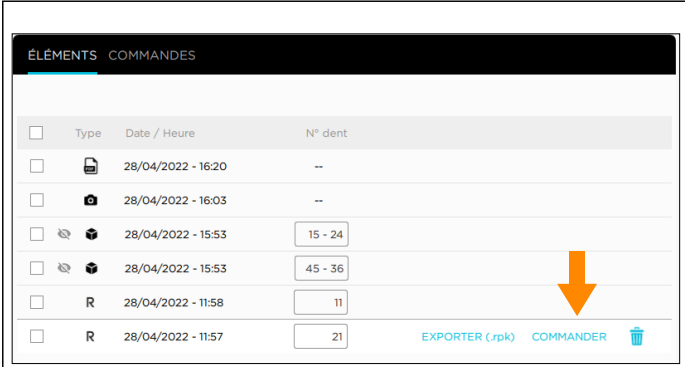 ÉLÉMENTS COMMANDES
Type Date / Heure N° dent
PDF 28/04/2022 - 16:20 --
28/04/2022 - 16:03 --
28/04/2022 - 15:53 15 - 24
28/04/2022 - 15:53 45 - 36
R 28/04/2022 - 11:58 11
R 28/04/2022 - 11:57 21 EXPORTER (.rpk) COMMANDER